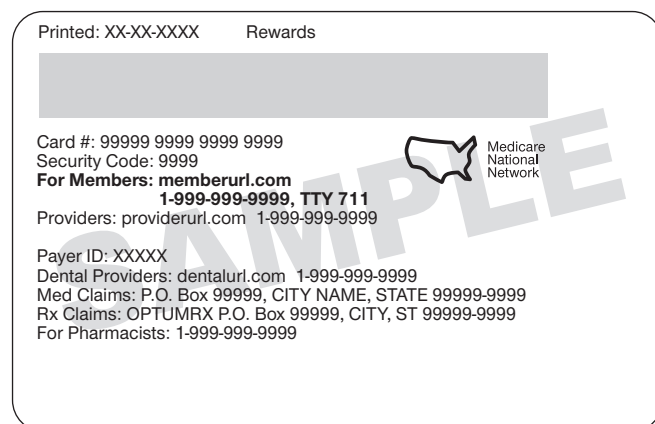 Printed: XX-XX-XXXX Rewards
Card #: 99999 9999 9999 9999
Security Code: 9999
For Members: memberurl.com
1-999-999-9999, TTY 711
Providers: providerurl.com 1-999-999-9999
Medicare
National
Network
Payer ID: XXXXX
Dental Providers: dentalurl.com 1-999-999-9999
Med Claims: P.O. Box 99999, CITY NAME, STATE 99999-9999
Rx Claims: OPTUMRX P.O. Box 99999, CITY, ST 99999-9999
For Pharmacists: 1-999-999-9999
SAMPLE